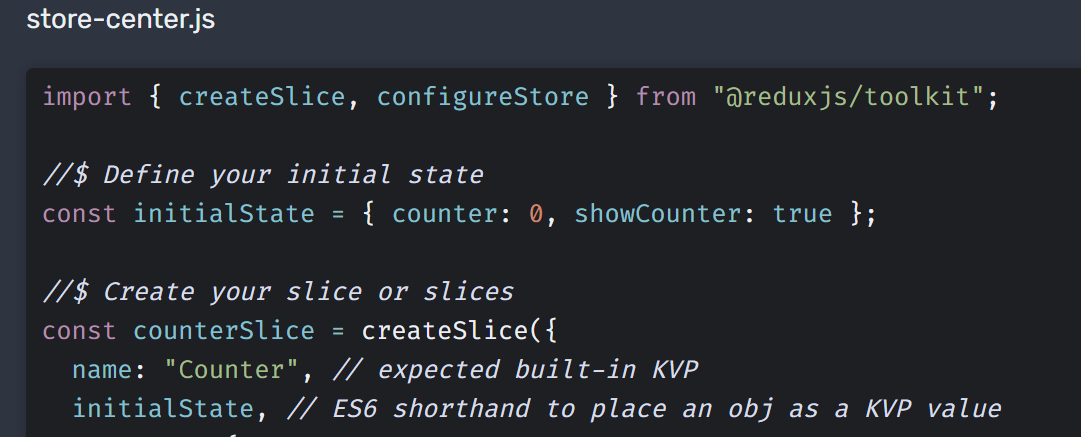 store-center.js
import { createSlice, configureStore } from "@reduxjs/toolkit";
//$ Define your initial state
const initialState = { counter: 0, showCounter: true };
//$ Create your slice or slices
const counterSlice = createSlice({
name: "Counter", // expected built-in KVP
initialState, // ES6 shorthand to place an obj as a KVP value